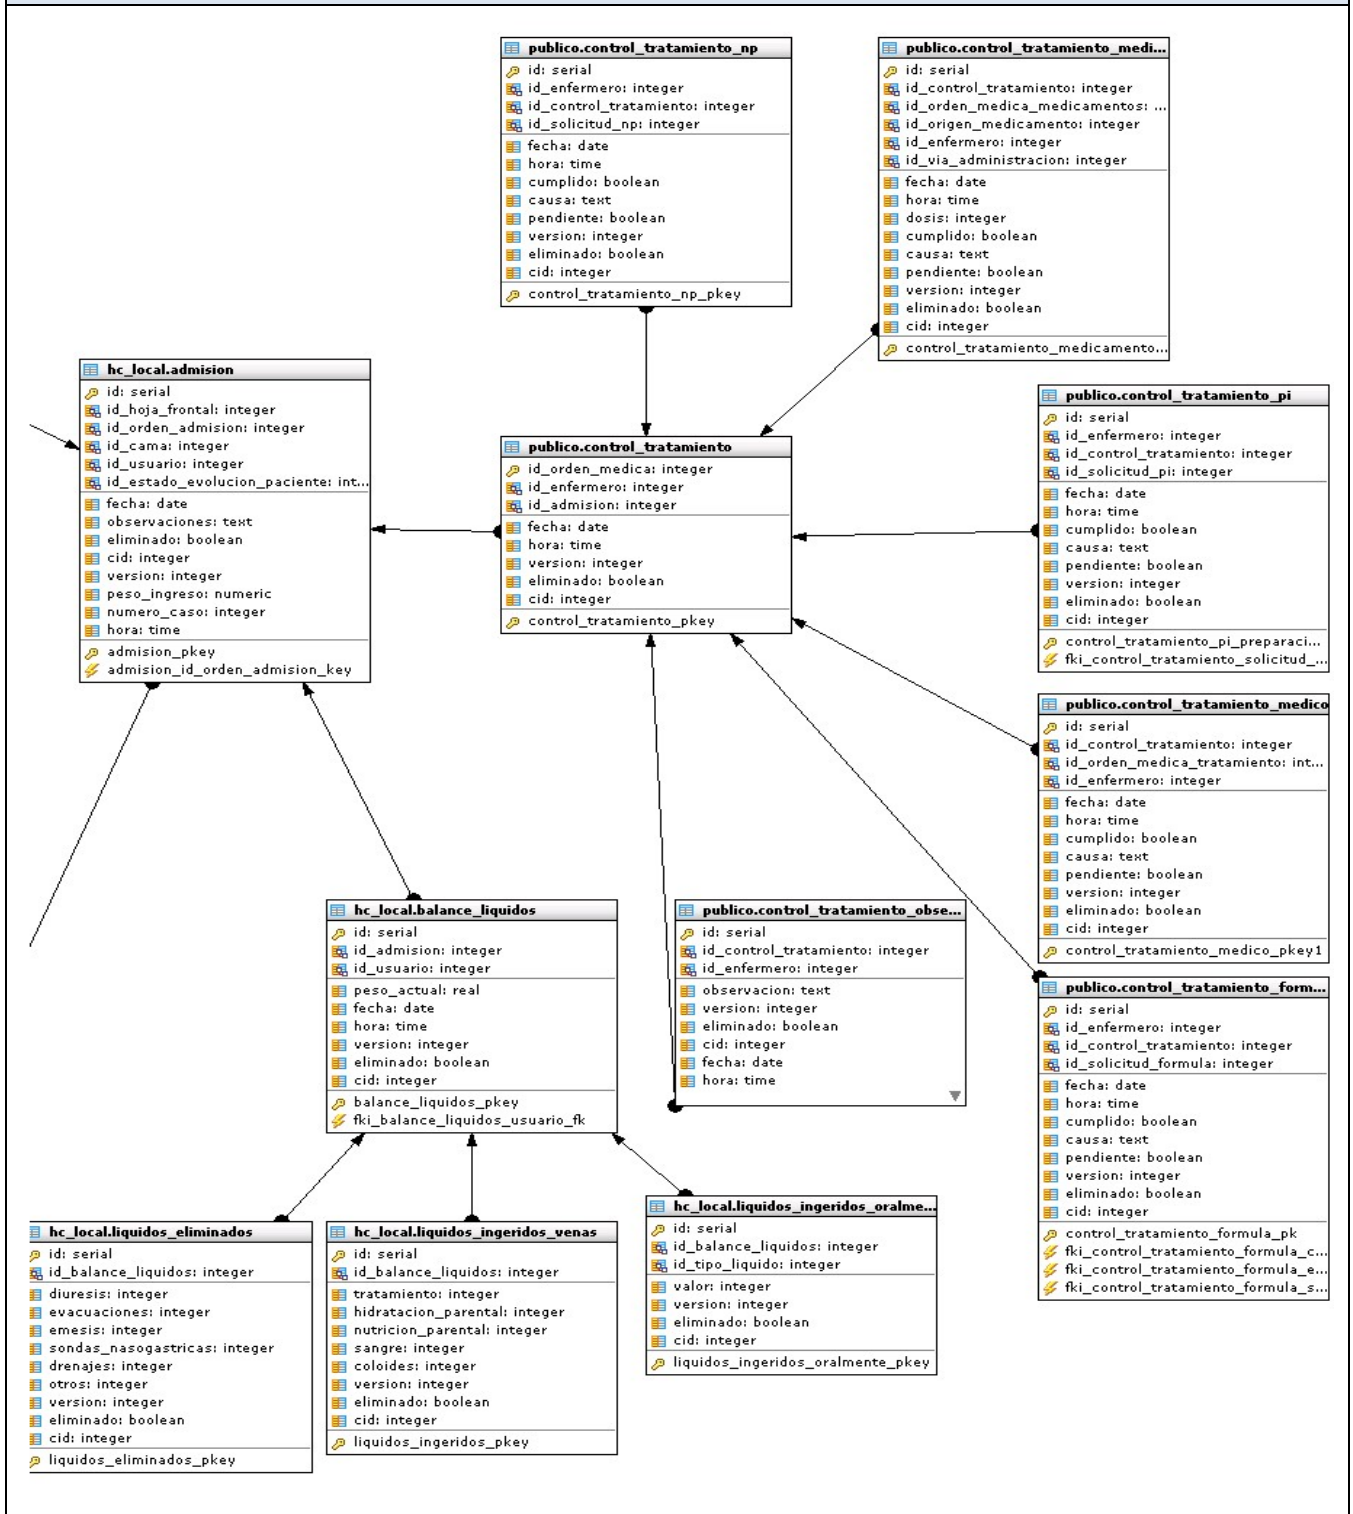 publico.control_tratamiento_np
id: serial
id_enfermero: integer
id_control_tratamiento: integer
id_solicitud_np: integer
fecha: date
hora: time
cumplido: boolean
causa: text
pendiente: boolean
version: integer
eliminado: boolean
cid: integer
control_tratamiento_np_pkey
publico.control_tratamiento_medi...
id: serial
id_control_tratamiento: integer
id_orden_medica_medicamentos: ...
id_origen_medicamento: integer
id_enfermero: integer
id_via_administracion: integer
fecha: date
hora: time
dosis: integer
cumplido: boolean
causa: text
pendiente: boolean
version: integer
eliminado: boolean
cid: integer
control_tratamiento_medicamento...
hc_local.admision
id: serial
id_hoja_frontal: integer
id_orden_admision: integer
id_cama: integer
id_usuario: integer
id_estado_evolucion_paciente: int...
fecha: date
observaciones: text
eliminado: boolean
cid: integer
version: integer
peso_ingreso: numeric
numero_caso: integer
hora: time
admision_pkey
admision_id_orden_admision_key
publico.control_tratamiento
id_orden_medica: integer
id_enfermero: integer
id_admision: integer
fecha: date
hora: time
version: integer
eliminado: boolean
cid: integer
control_tratamiento_pkey
publico.control_tratamiento_pi
id: serial
id_enfermero: integer
id_control_tratamiento: integer
id_solicitud_pi: integer
fecha: date
hora: time
cumplido: boolean
causa: text
pendiente: boolean
version: integer
eliminado: boolean
cid: integer
control_tratamiento_pi_preparaci...
fki_control_tratamiento_solicitud_...
publico.control_tratamiento_medico
id: serial
id_control_tratamiento: integer
id_orden_medica_tratamiento: int...
id_enfermero: integer
fecha: date
hora: time
cumplido: boolean
causa: text
pendiente: boolean
version: integer
eliminado: boolean
cid: integer
control_tratamiento_medico_pkey1
hc_local.balance_liquidos
id: serial
id_admision: integer
id_usuario: integer
peso_actual: real
fecha: date
hora: time
version: integer
eliminado: boolean
cid: integer
balance_liquidos_pkey
fki_balance_liquidos_usuario_fk
publico.control_tratamiento_obse...
id: serial
id_control_tratamiento: integer
id_enfermero: integer
observacion: text
version: integer
eliminado: boolean
cid: integer
fecha: date
hora: time
publico.control_tratamiento_form...
id: serial
id_enfermero: integer
id_control_tratamiento: integer
id_solicitud_formula: integer
fecha: date
hora: time
cumplido: boolean
causa: text
pendiente: boolean
version: integer
eliminado: boolean
cid: integer
control_tratamiento_formula_pk
fki_control_tratamiento_formula_c...
fki_control_tratamiento_formula_e...
fki_control_tratamiento_formula_s...
hc_local.liquidos_eliminados
id: serial
id_balance_liquidos: integer
diuresis: integer
evacuaciones: integer
emesis: integer
sondas_nasogastricas: integer
drenajes: integer
otros: integer
version: integer
eliminado: boolean
cid: integer
liquidos_eliminados_pkey
hc_local.liquidos_ingeridos_venas
id: serial
id_balance_liquidos: integer
tratamiento: integer
hidratacion_parental: integer
nutricion_parental: integer
sangre: integer
coloides: integer
version: integer
eliminado: boolean
cid: integer
liquidos_ingeridos_pkey
hc_local.liquidos_ingeridos_oralme...
id: serial
id_balance_liquidos: integer
id_tipo_liquido: integer
valor: integer
version: integer
eliminado: boolean
cid: integer
liquidos_ingeridos_oralmente_pkey